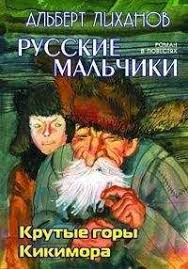 АЛЬБЕРТ ЛИХАНОВ
РУССКИЕ
МАЛЬЧИКИ
РОМАН
В ПОВЕСТЯХ
Крутые горы
Кикимора